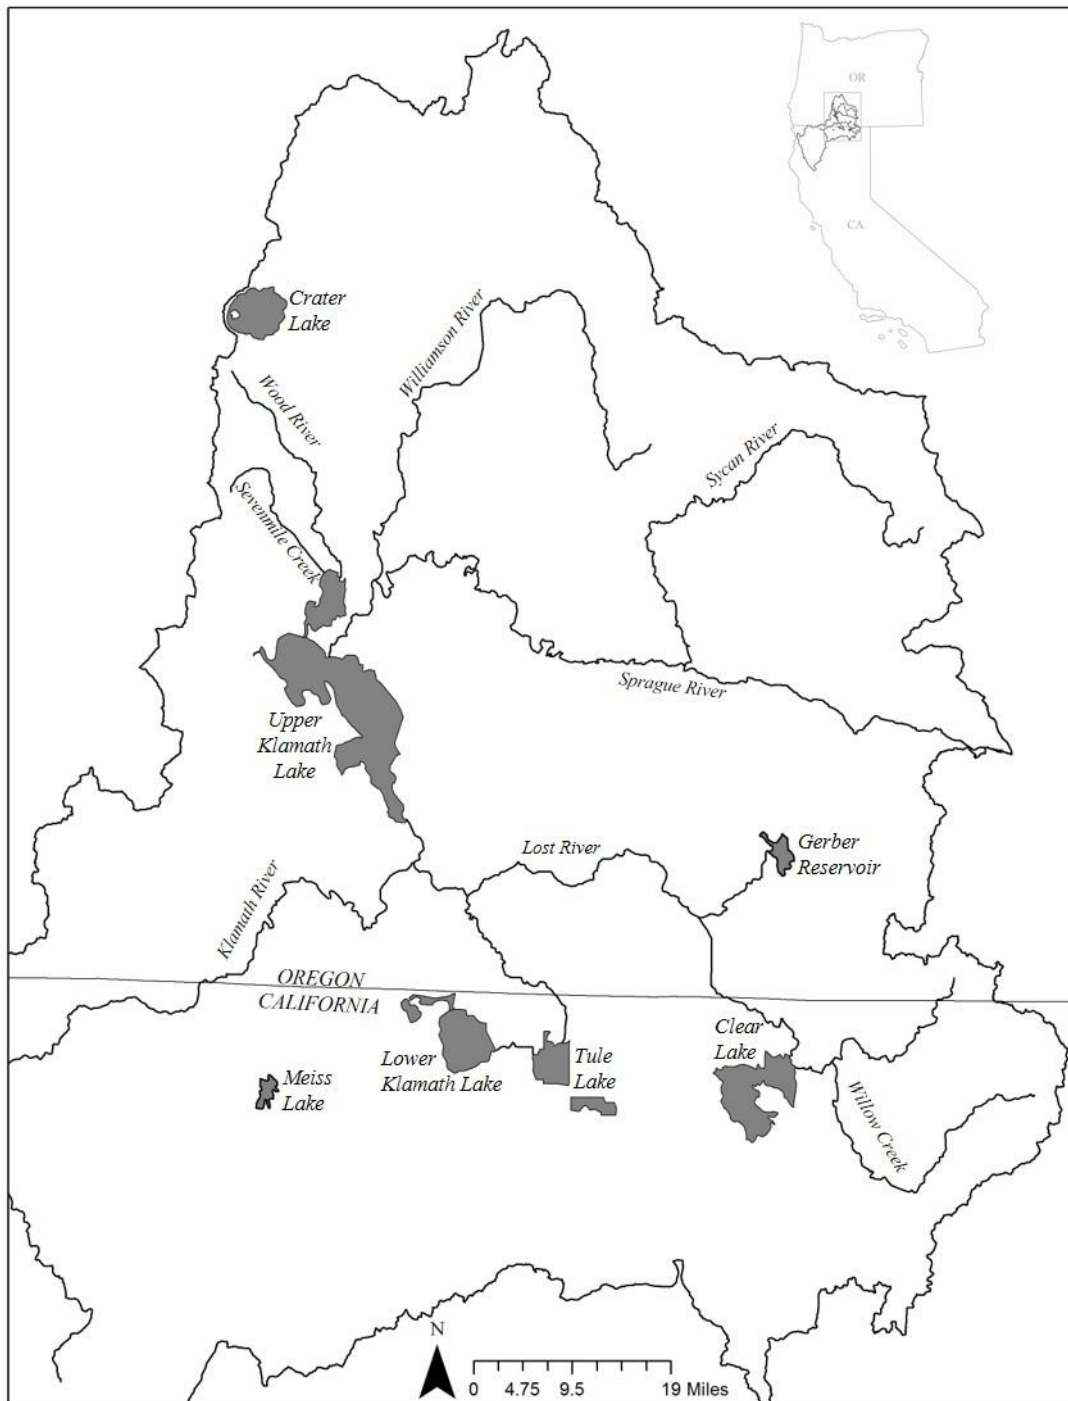 OR
CA
Crater
Lake
Williamson River
Wood River
Sycan River
Sevenmile Creek
Sprague River
Upper
Klamath
Lake
Lost River
Gerber
Reservoir
Klamath River
OREGON
CALIFORNIA
Clear
Lake
Lower
Klamath Lake
Tule
Lake
Meiss
Lake
Willow Creek
N
0 4.75 9.5 19 Miles